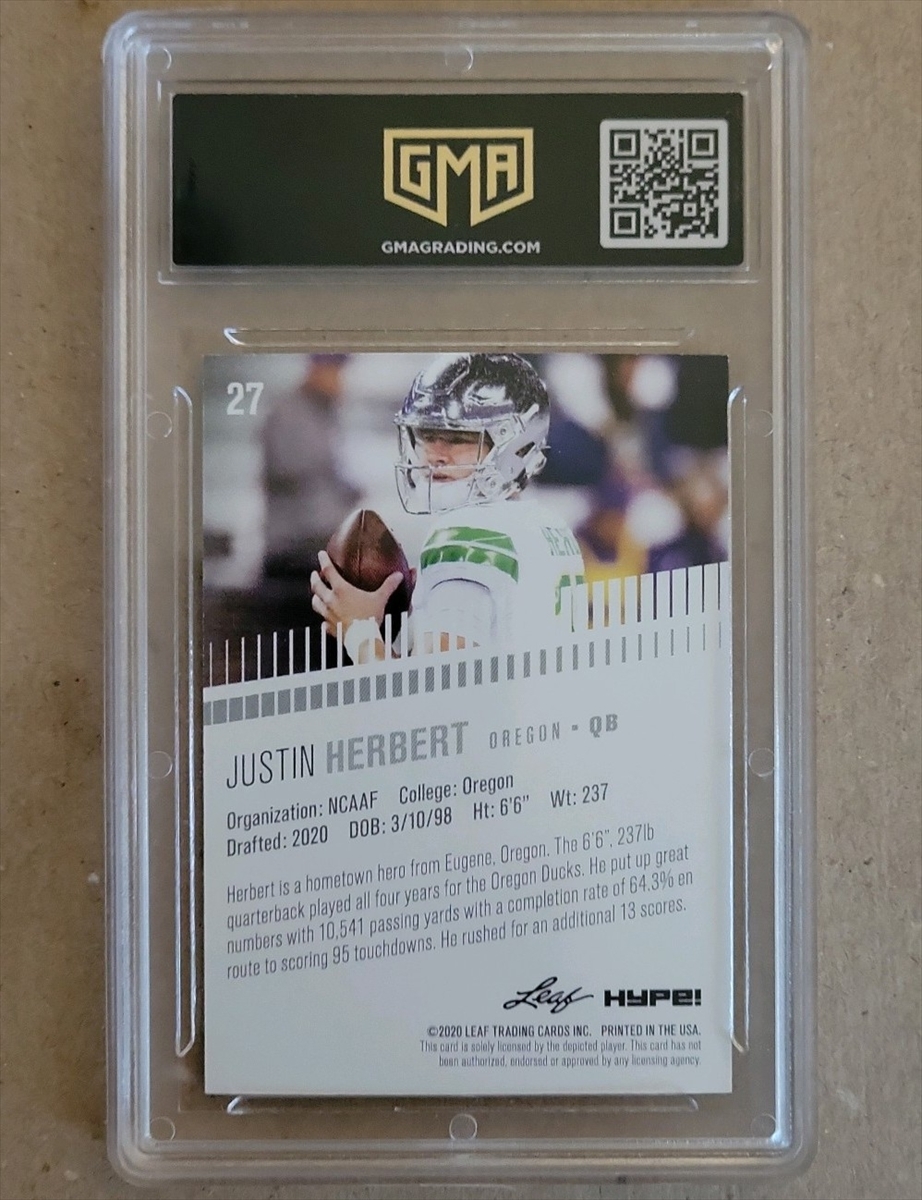 GMA
GMAGRADING.COM
27
JUSTIN HERBERT OREGON - QB
Organization: NCAAF College: Oregon
Drafted: 2020 DOB: 3/10/98 Ht: 6'6" Wt: 237
Herbert is a hometown hero from Eugene, Oregon. The 6'6", 237lb
quarterback played all four years for the Oregon Ducks. He put up great
numbers with 10,541 passing yards with a completion rate of 64.3% en
route to scoring 95 touchdowns. He rushed for an additional 13 scores.
Leaf HYPE!
©2020 LEAF TRADING CARDS INC. PRINTED IN THE USA.
This card is solely licensed by the depicted player. This card has not
been authorized, endorsed or approved by any licensing agency.